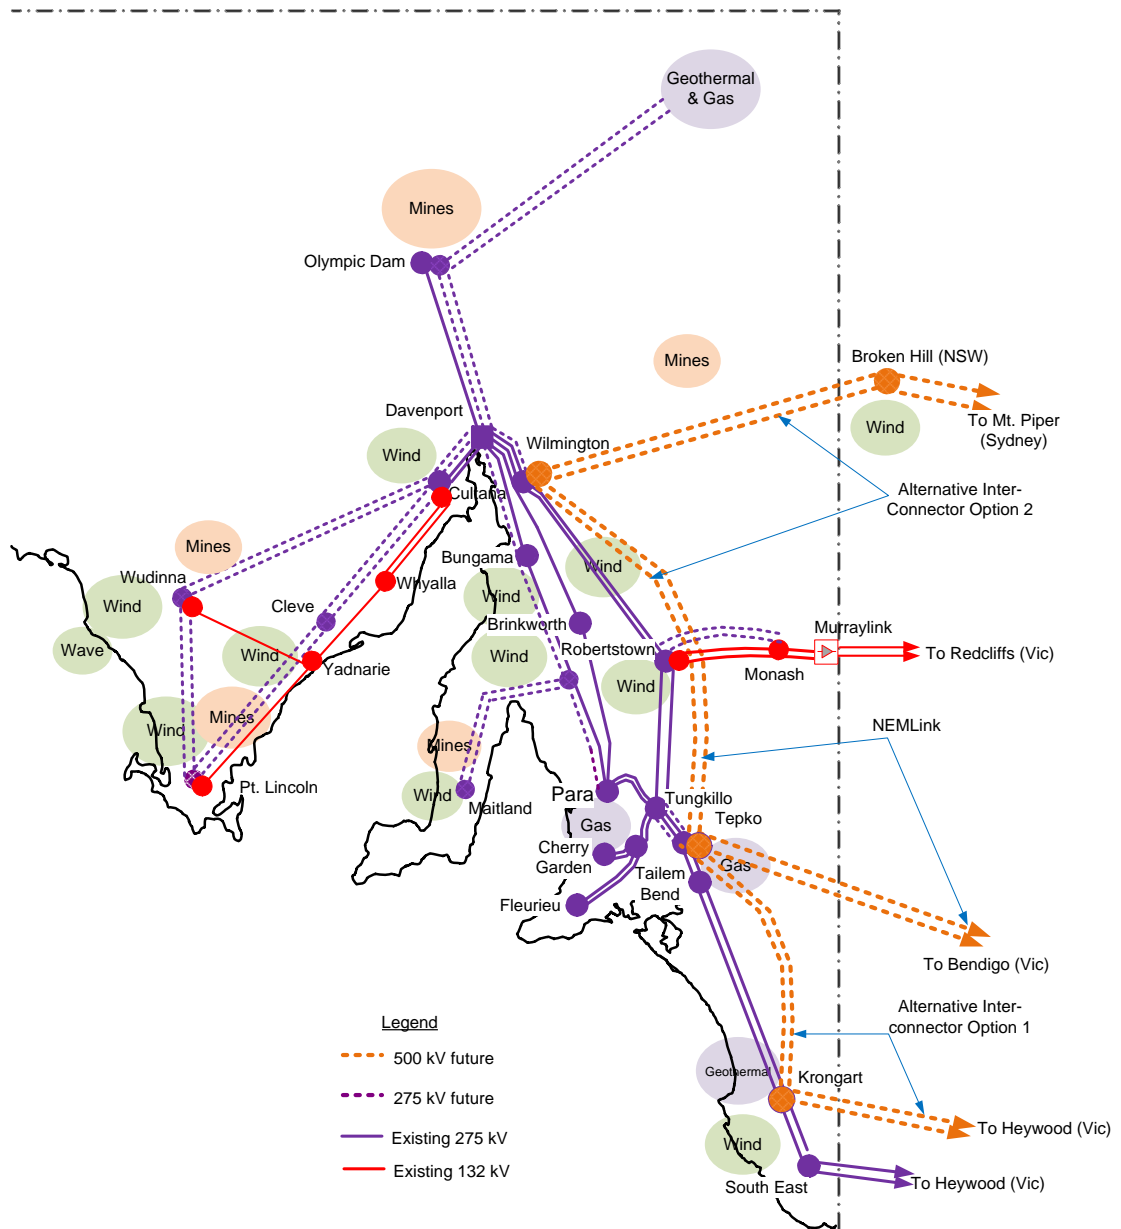 Geothermal
& Gas
Mines
Olympic Dam
Mines
Broken Hill (NSW)
Davenport
To Mt. Piper
(Sydney)
Wind
Wilmington
Wind
Cultana
Alternative Inter-
Connector Option 2
Mines
Bungama
Wind
Whyalla
Wudinna
Wind
Cleve
Wind
Brinkworth
Murraylink
Wave
Wind
Yadnarie
Wind
Robertstown
To Redcliffs (Vic)
Monash
Wind
Mines
Wind
NEMLink
Mines
Pt. Lincoln
Wind
Maitland
Para
Tungkillo
Tepko
Gas
Cherry
Garden
Gas
Tailem
Bend
Fleurieu
To Bendigo (Vic)
Alternative Inter-
connector Option 1
Legend
500 kV future
275 kV future
Existing 275 kV
Existing 132 kV
Geothermal
Krongart
Wind
To Heywood (Vic)
South East
To Heywood (Vic)